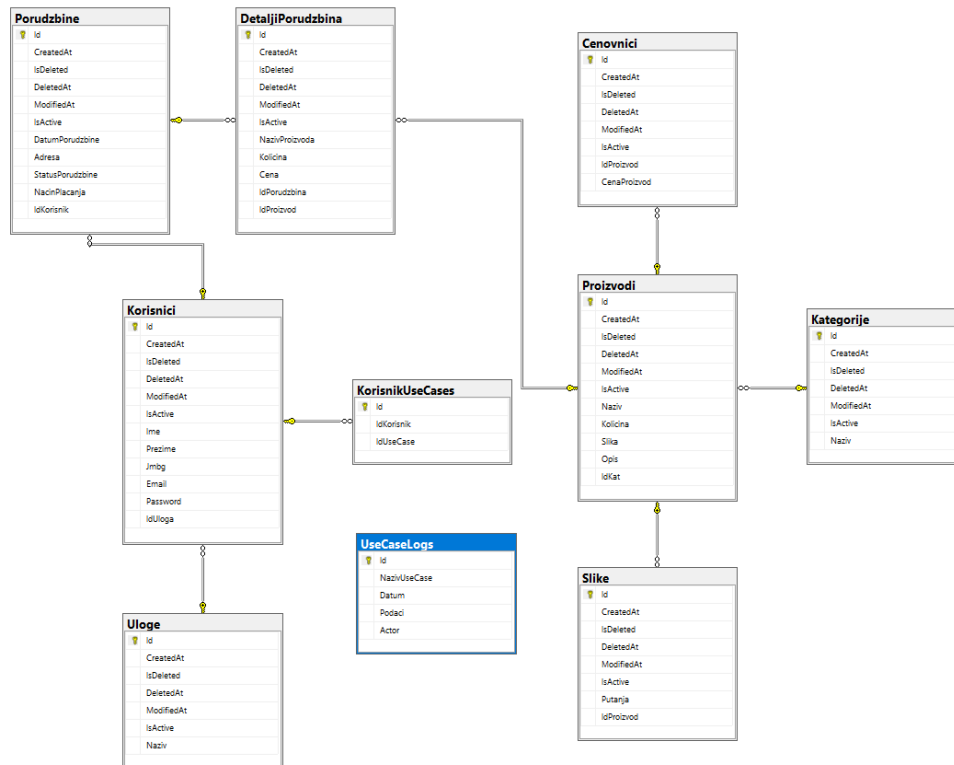 Porudzbine
Id
CreatedAt
IsDeleted
DeletedAt
ModifiedAt
IsActive
DatumPorudzbine
Adresa
StatusPorudzbine
NacinPlacanja
IdKorisnik
DetaljiPorudzbina
Id
CreatedAt
IsDeleted
DeletedAt
ModifiedAt
IsActive
NazivProizvoda
Kolicina
Cena
IdPorudzbina
IdProizvod
Cenovnici
Id
CreatedAt
IsDeleted
DeletedAt
ModifiedAt
IsActive
IdProizvod
CenaProizvod
Korisnici
Id
CreatedAt
IsDeleted
DeletedAt
ModifiedAt
IsActive
Ime
Prezime
Jmbg
Email
Password
IdUloga
KorisnikUseCases
Id
IdKorisnik
IdUseCase
Proizvodi
Id
CreatedAt
IsDeleted
DeletedAt
ModifiedAt
IsActive
Naziv
Kolicina
Slika
Opis
IdKat
Kategorije
Id
CreatedAt
IsDeleted
DeletedAt
ModifiedAt
IsActive
Naziv
UseCaseLogs
Id
NazivUseCase
Datum
Podaci
Actor
Uloge
Id
CreatedAt
IsDeleted
DeletedAt
ModifiedAt
IsActive
Naziv
Slike
Id
CreatedAt
IsDeleted
DeletedAt
ModifiedAt
IsActive
Putanja
IdProizvod